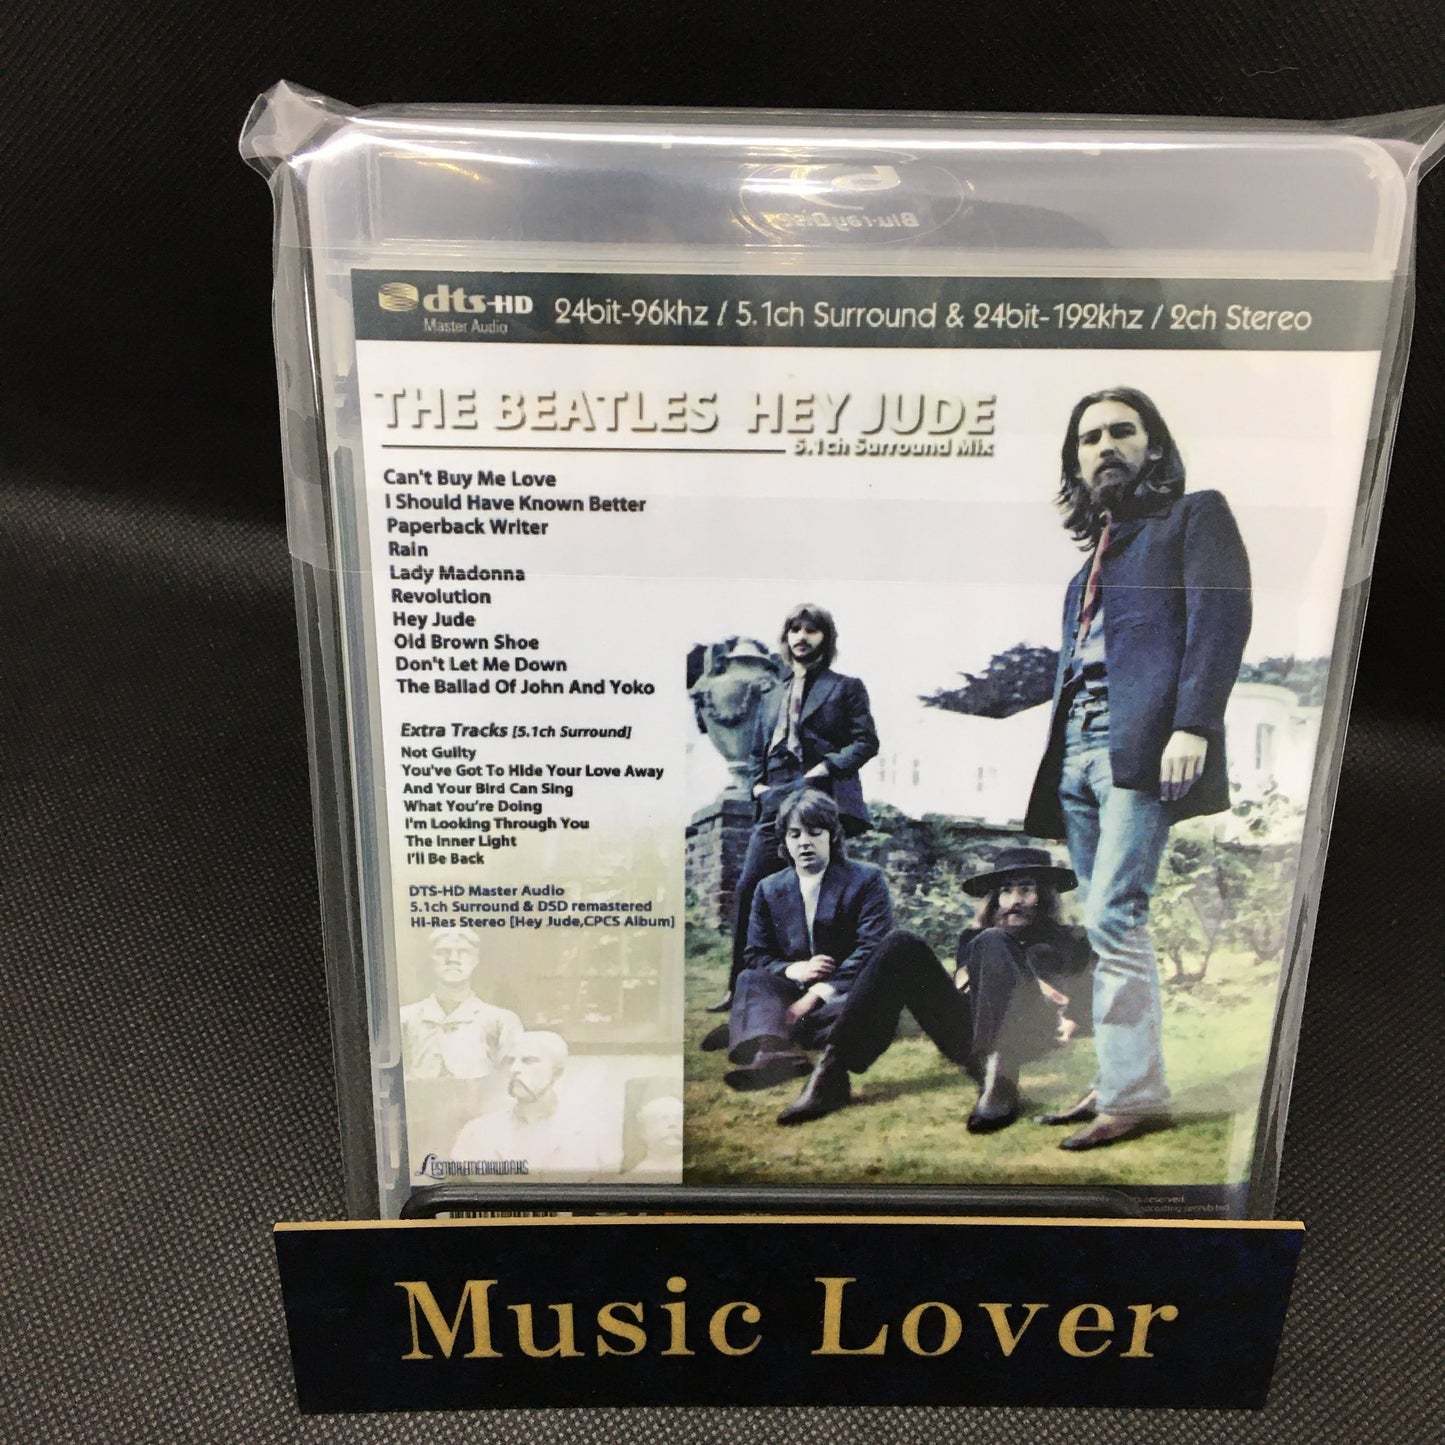 Blu-rayDisc
dts-HD
Master Audio
24bit-96khz / 5.1ch Surround & 24bit-192khz / 2ch Stereo
THE BEATLES HEY JUDE
5.1ch Surround Mix
Can't Buy Me Love
I Should Have Known Better
Paperback Writer
Rain
Lady Madonna
Revolution
Hey Jude
Old Brown Shoe
Don't Let Me Down
The Ballad Of John And Yoko
Extra Tracks [5.1ch Surround]
Not Guilty
You've Got To Hide Your Love Away
And Your Bird Can Sing
What You're Doing
I'm Looking Through You
The Inner Light
I'll Be Back
DTS-HD Master Audio
5.1ch Surround & DSD remastered
Hi-Res Stereo [Hey Jude,CPCS Album]
reserved
Music Lover